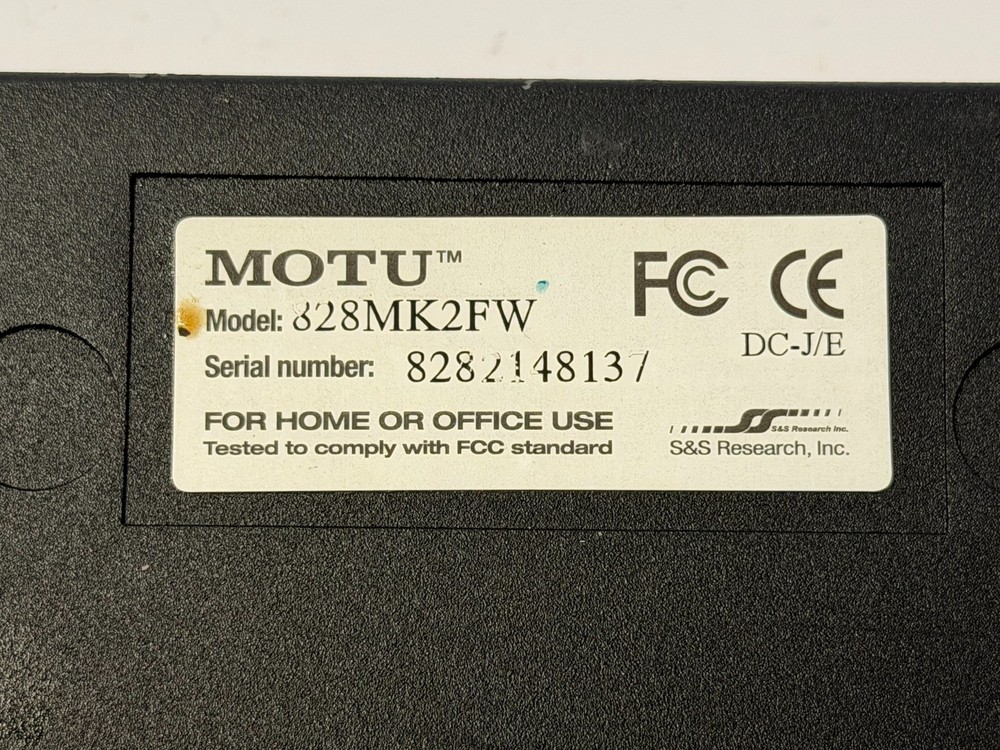 MOTU™
Model: 828MK2FW
Serial number: 8282148137
FOR HOME OR OFFICE USE
Tested to comply with FCC standard
FC CE
DC-J/E
S&S Research Inc.
S&S Research, Inc.